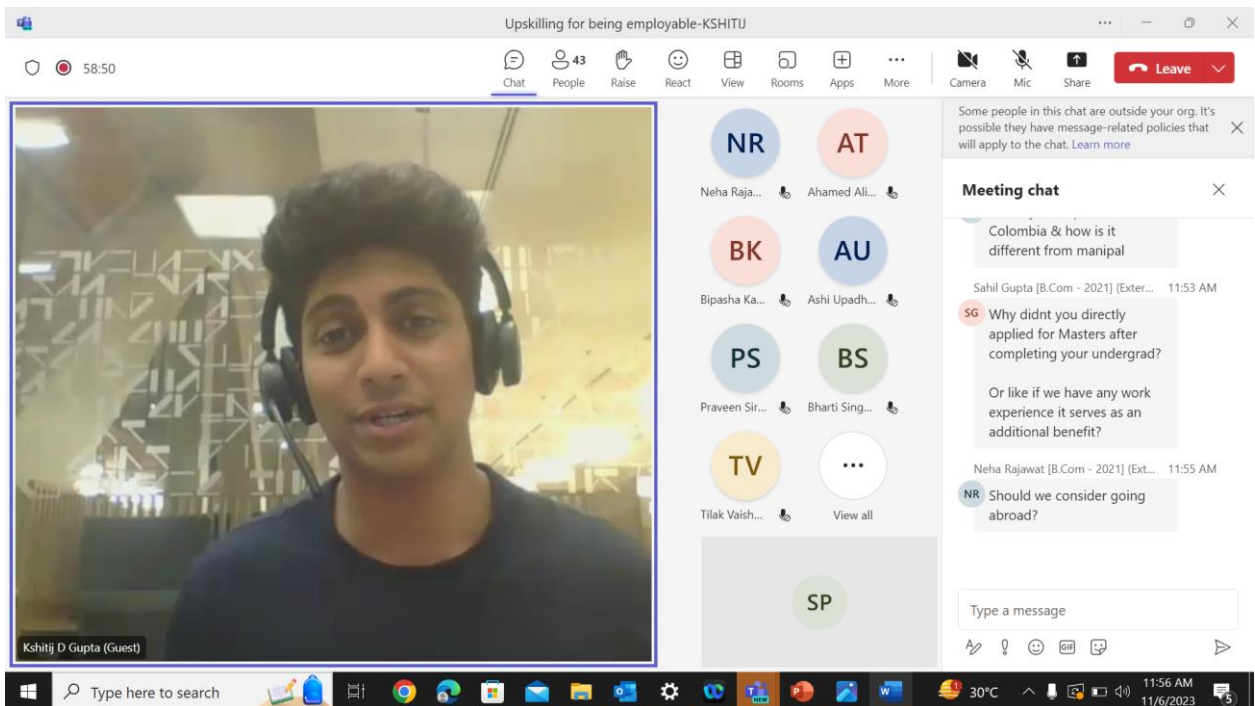 Upskilling for being employable-KSHITIJ
58:50
43
Chat
People
Raise
React
View
Rooms
Apps
More
Camera
Mic
Share
Leave
Kshitij D Gupta (Guest)
NR
AT
Neha Raja...
Ahamed Ali...
BK
AU
Bipasha Ka...
Ashi Upadh...
PS
BS
Praveen Sir...
Bharti Sing...
TV
Tilak Vaish...
View all
SP
Some people in this chat are outside your org. It's
possible they have message-related policies that
will apply to the chat. Learn more
Meeting chat
Colombia & how is it
different from manipal
Sahil Gupta [B.Com - 2021] (Exter... 11:53 AM
SG
Why didnt you directly
applied for Masters after
completing your undergrad?
Or like if we have any work
experience it serves as an
additional benefit?
Neha Rajawat [B.Com - 2021] (Ext... 11:55 AM
NR
Should we consider going
abroad?
Type a message
GIF
Type here to search
NEW
30°C
11:56 AM
11/6/2023
5